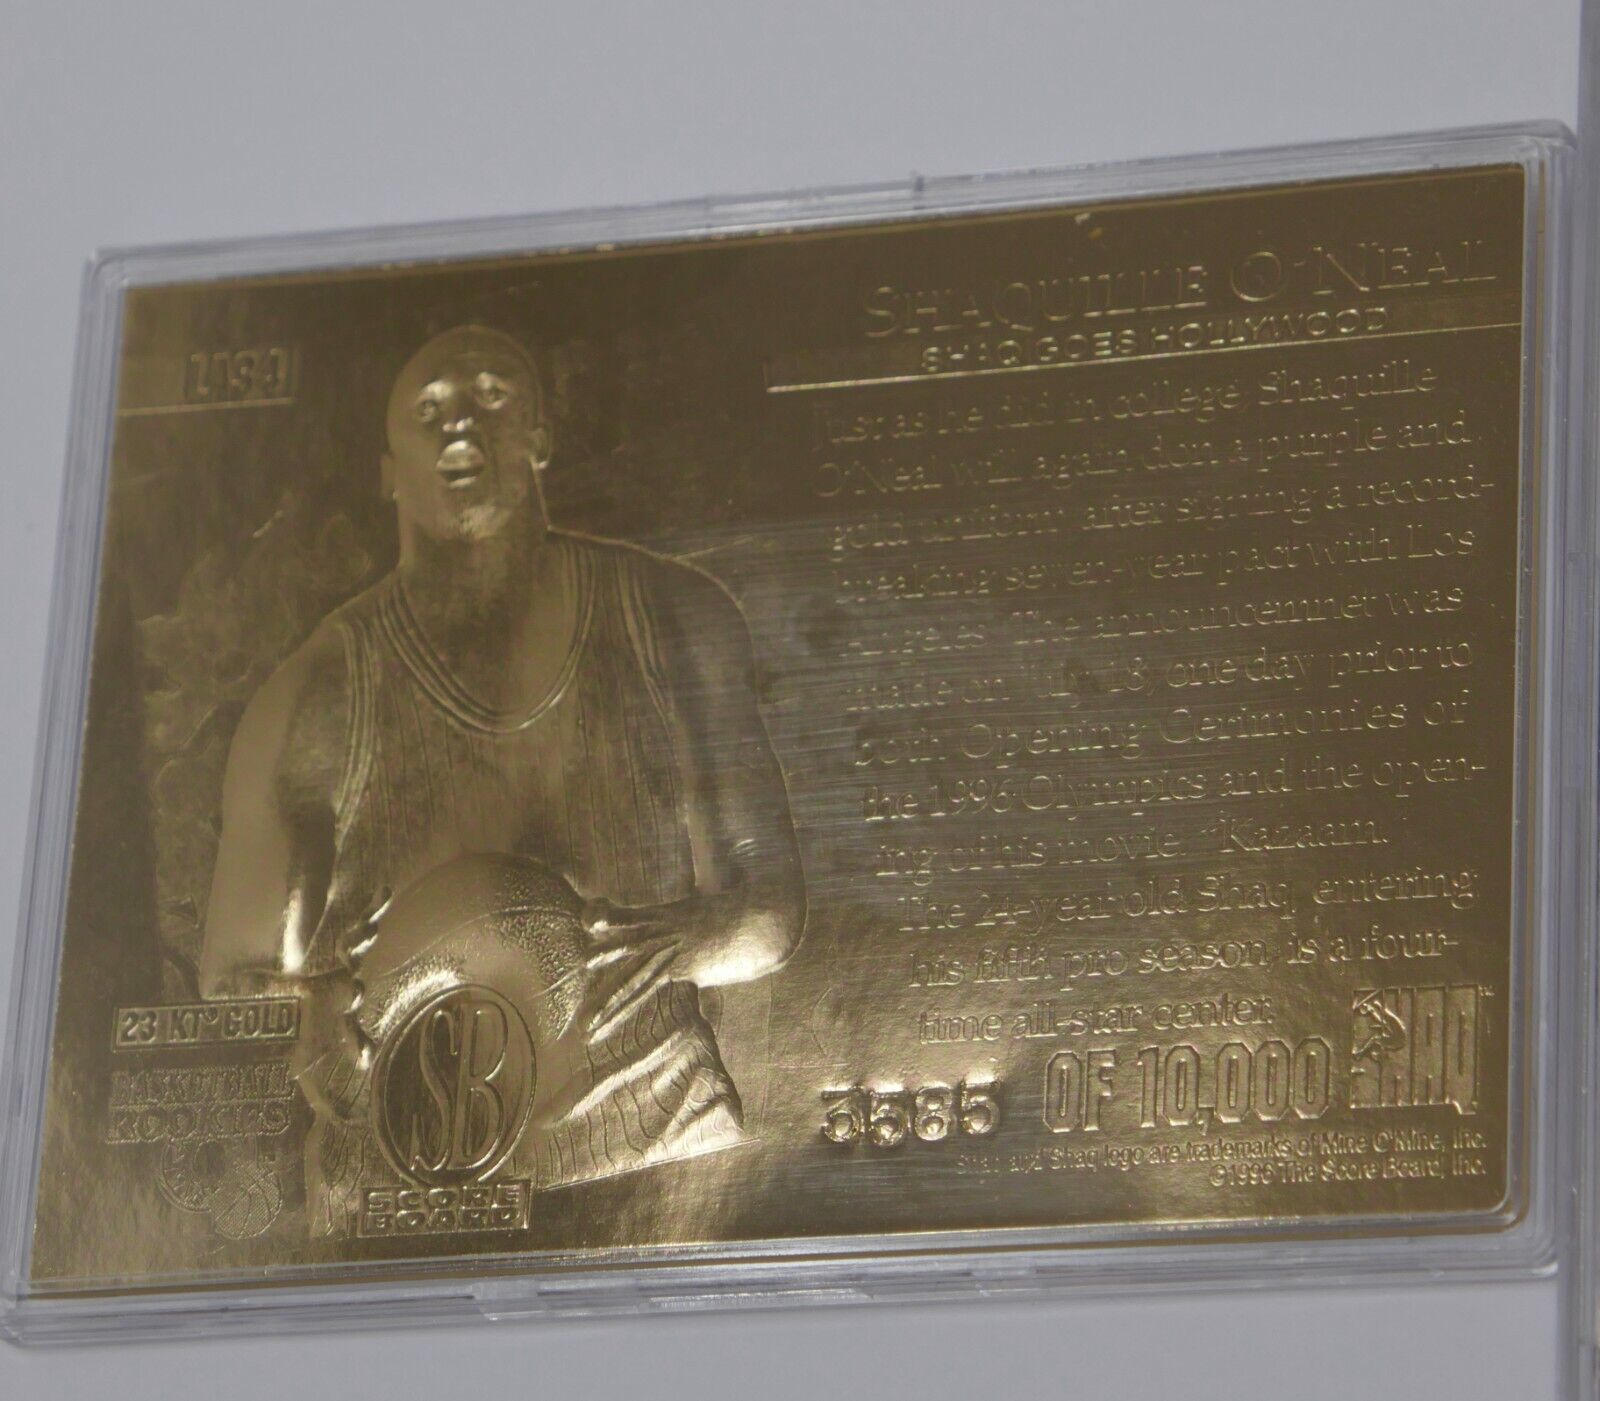 SHAQUILLE O'NEAL
SHAQ GOES HOLLYWOOD
Just as he did in college, Shaquille
O'Neal will again don a purple and
gold uniform after signing a record-
breaking seven-year pact with Los
Angeles. The announcemnet was
made on July 18, one day prior to
both Opening Cerimonies of
the 1996 Olympics and the open-
ing of his movie "Kazaam."
The 24-year-old Shaq, entering
his fifth pro season, is a four-
time all-star center.
3585 OF 10,000
SHAQ
Shaq and Shaq logo are trademarks of Mine O'Mine, Inc.
©1996 The Score Board, Inc.
23 KT° GOLD
BASKETBALL
ROOKIES
SB
SCORE
BOARD